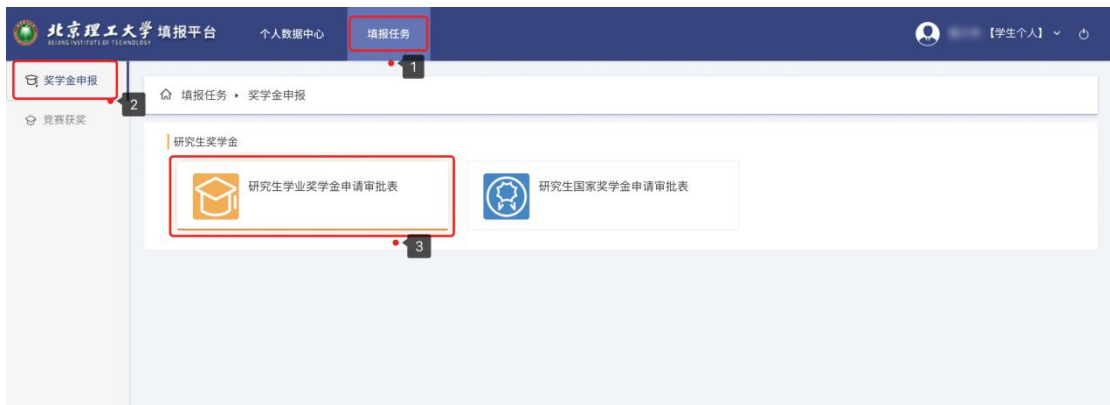 北京理工大学 填报平台 个人数据中心 填报任务 【学生个人】
BEIJING INSTITUTE OF TECHNOLOGY
1
奖学金申报
2
填报任务 奖学金申报
竞赛获奖
研究生奖学金
研究生学业奖学金申请审批表 研究生国家奖学金申请审批表
3